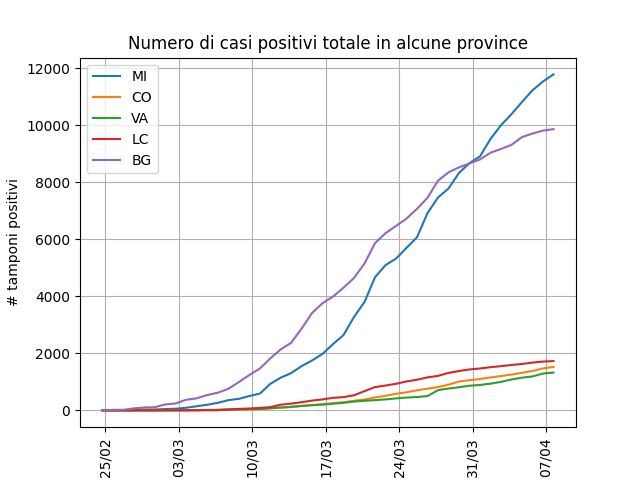 Numero di casi positivi totale in alcune province
# tamponi positivi
12000
10000
8000
6000
4000
2000
0
MI
CO
VA
LC
BG
25/02
03/03
10/03
17/03
24/03
31/03
07/04